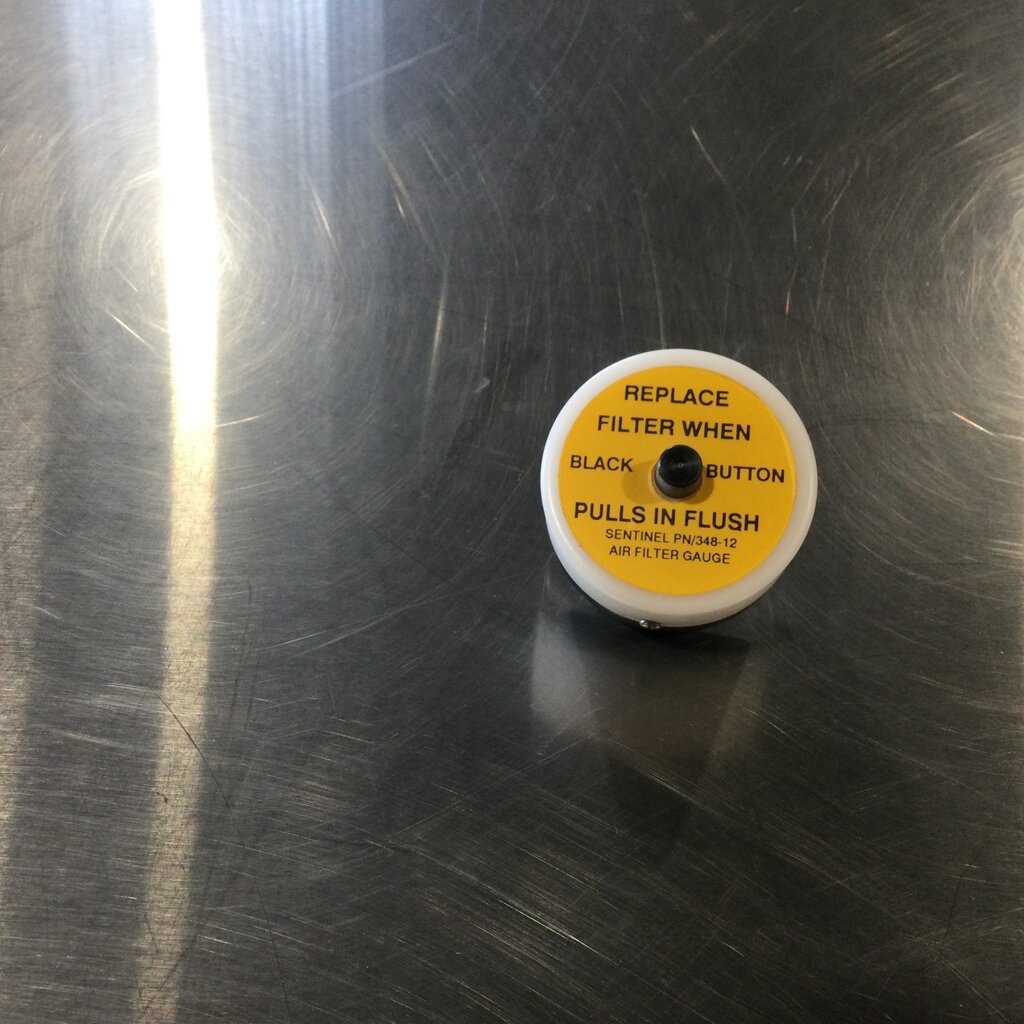 REPLACE
FILTER WHEN
BLACK BUTTON
PULLS IN FLUSH
SENTINEL PN/348-12
AIR FILTER GAUGE